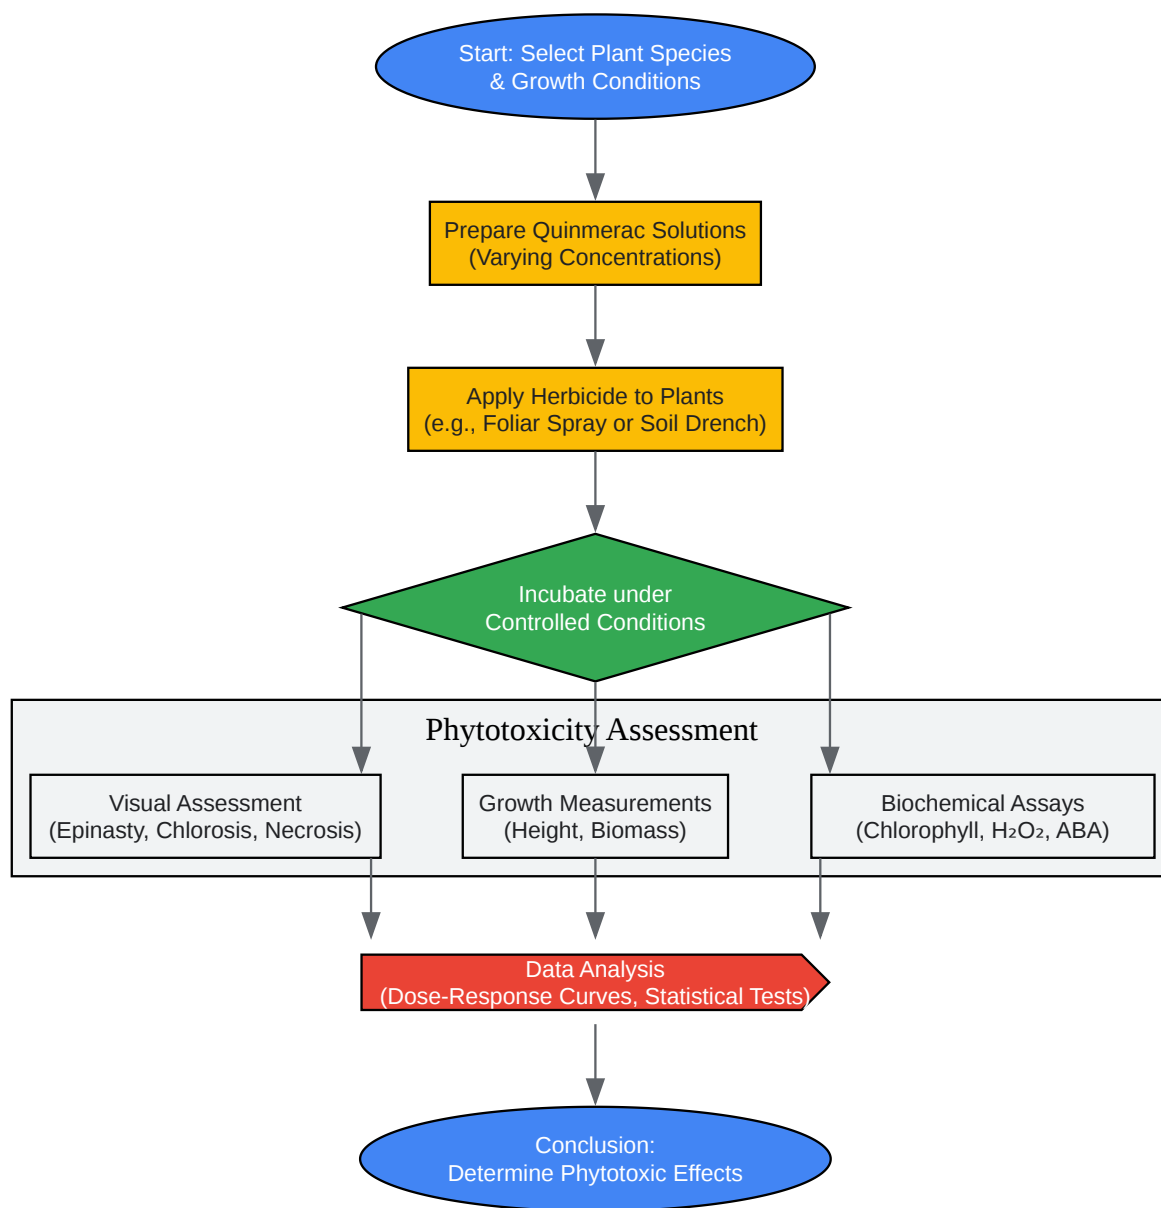 Start: Select Plant Species
& Growth Conditions
Prepare Quinmerac Solutions
(Varying Concentrations)
Apply Herbicide to Plants
(e.g., Foliar Spray or Soil Drench)
Incubate under
Controlled Conditions
Phytotoxicity Assessment
Visual Assessment
(Epinasty, Chlorosis, Necrosis)
Growth Measurements
(Height, Biomass)
Biochemical Assays
(Chlorophyll, H₂O₂, ABA)
Data Analysis
(Dose-Response Curves, Statistical Tests)
Conclusion:
Determine Phytotoxic Effects